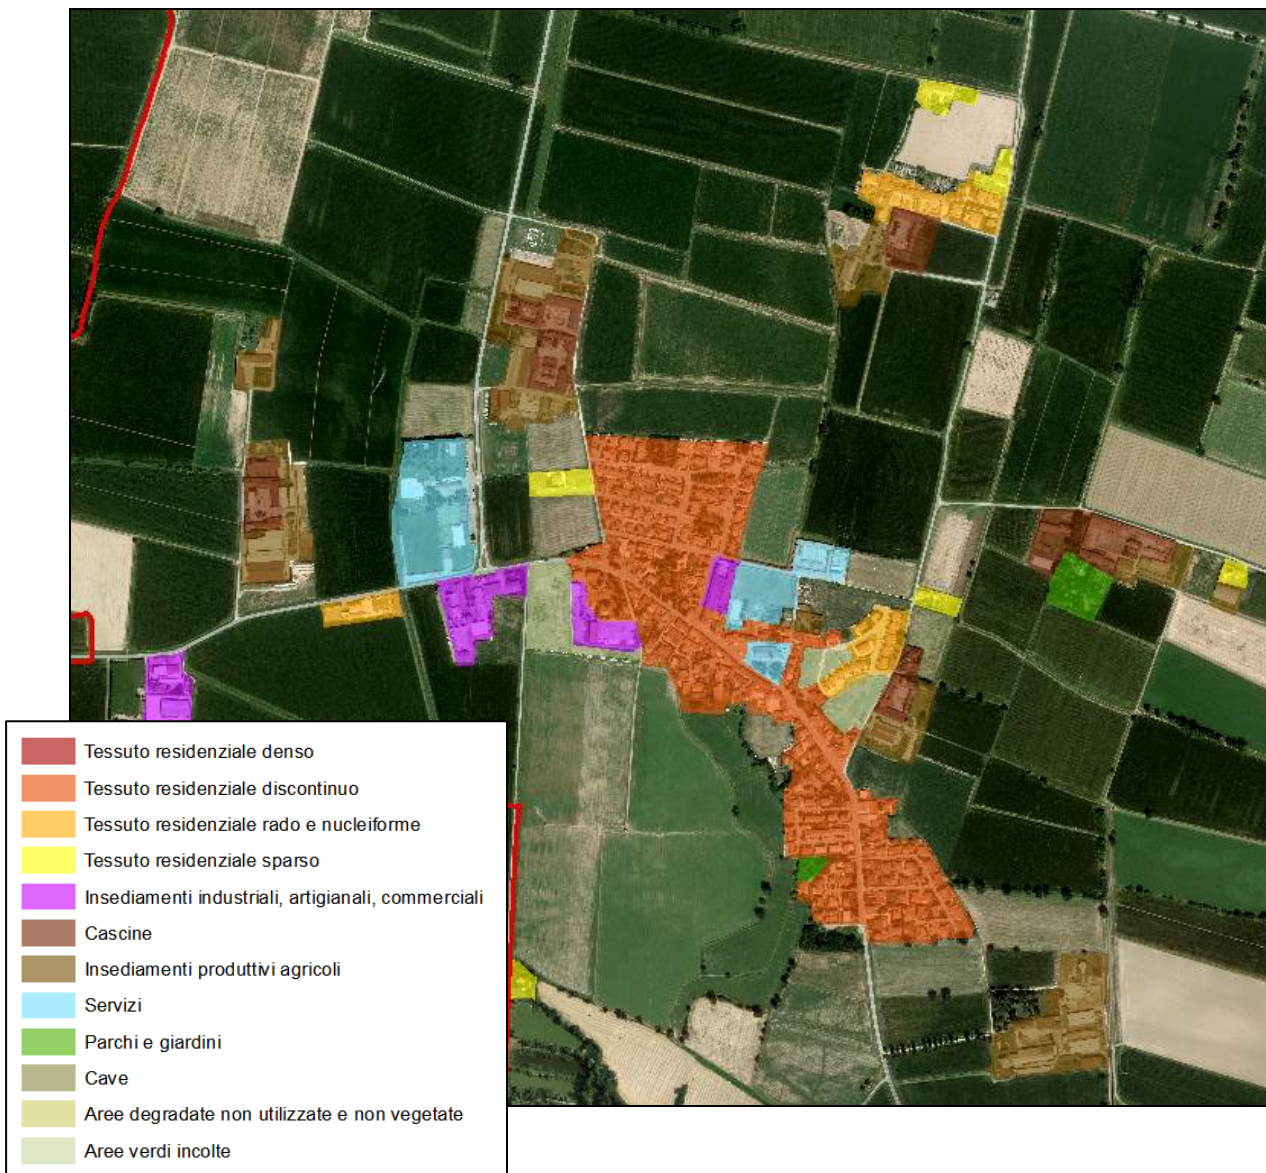 Tessuto residenziale denso
Tessuto residenziale discontinuo
Tessuto residenziale rado e nucleiforme
Tessuto residenziale sparso
Insediamenti industriali, artigianali, commerciali
Cascine
Insediamenti produttivi agricoli
Servizi
Parchi e giardini
Cave
Aree degradate non utilizzate e non vegetate
Aree verdi incolte